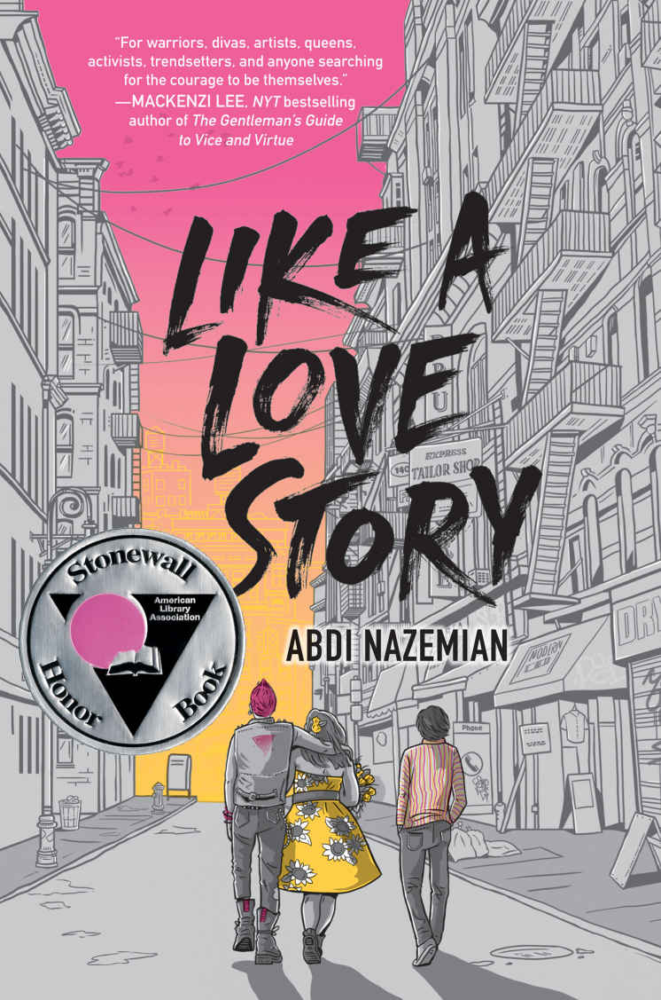 “For warriors, divas, artists, queens,
activists, trendsetters, and anyone searching
for the courage to be themselves.”
—MACKENZI LEE, NYT bestselling
author of The Gentleman’s Guide
to Vice and Virtue
LIKE A
LOVE
STORY
EXPRESS
140
TAILOR SHOP
Stonewall
American
Library
Association
Honor
Book
ABDI NAZEMIAN
DRY
MODERN
Phone